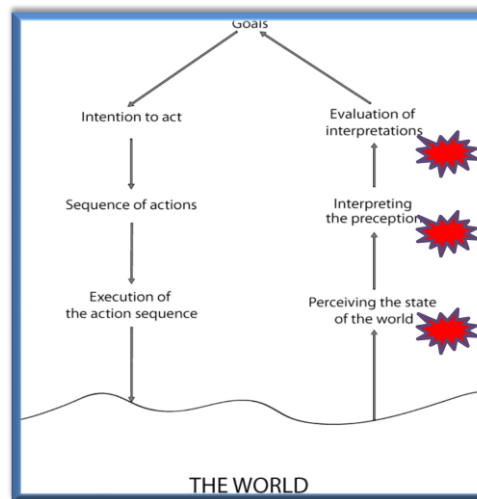 Goals
Intention to act
Sequence of actions
Execution of
the action sequence
Evaluation of
interpretations
Interpreting
the preception
Perceiving the state
of the world
THE WORLD